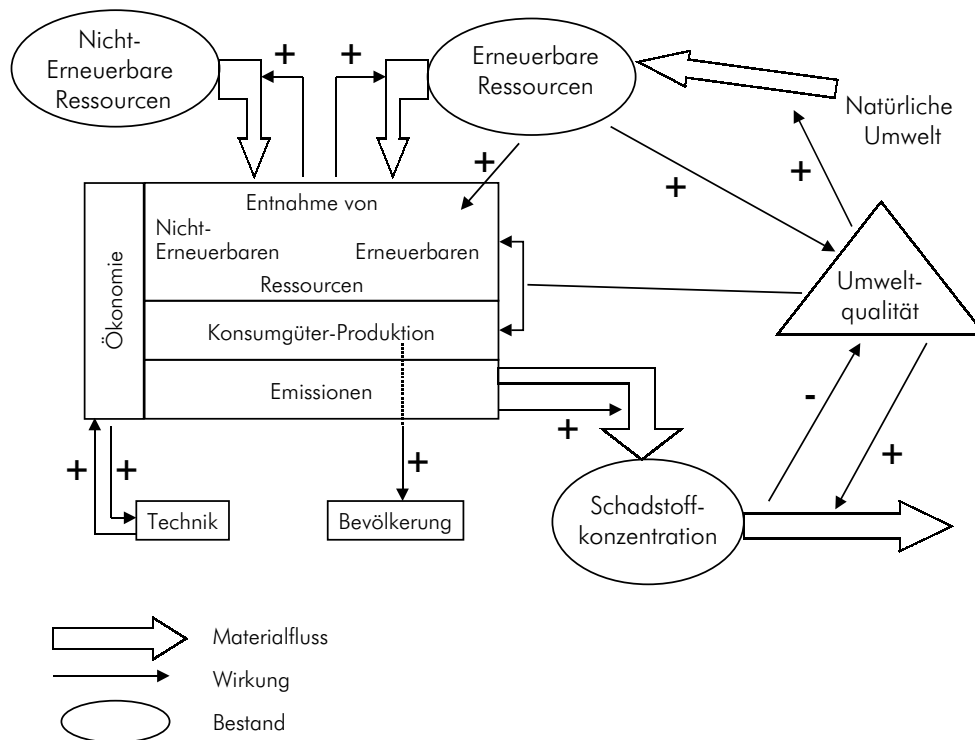 Nicht-
Erneuerbare
Ressourcen
+
+
Erneuerbare
Ressourcen
Natürliche
Umwelt
+
+
+
Ökonomie
Entnahme von
Nicht-
Erneuerbaren
Erneuerbaren
Ressourcen
Umwelt-
qualität
Konsumgüter-Produktion
Emissionen
-
+
+
+
+
+
Technik
Bevölkerung
Schadstoff-
konzentration
Materialfluss
Wirkung
Bestand